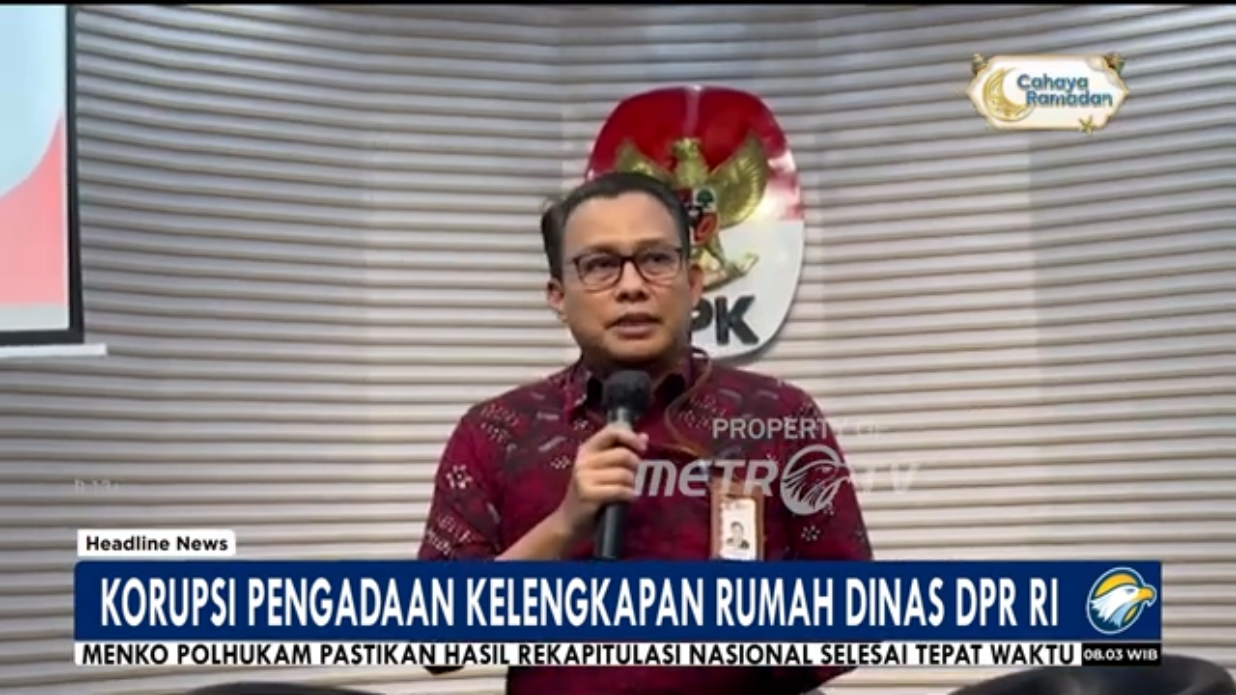 Cahaya
Ramadan
PK
PROPERTY OF
METRO TV
Headline News
KORUPSI PENGADAAN KELENGKAPAN RUMAH DINAS DPR RI
MENKO POLHUKAM PASTIKAN HASIL REKAPITULASI NASIONAL SELESAI TEPAT WAKTU 08.03 WIB